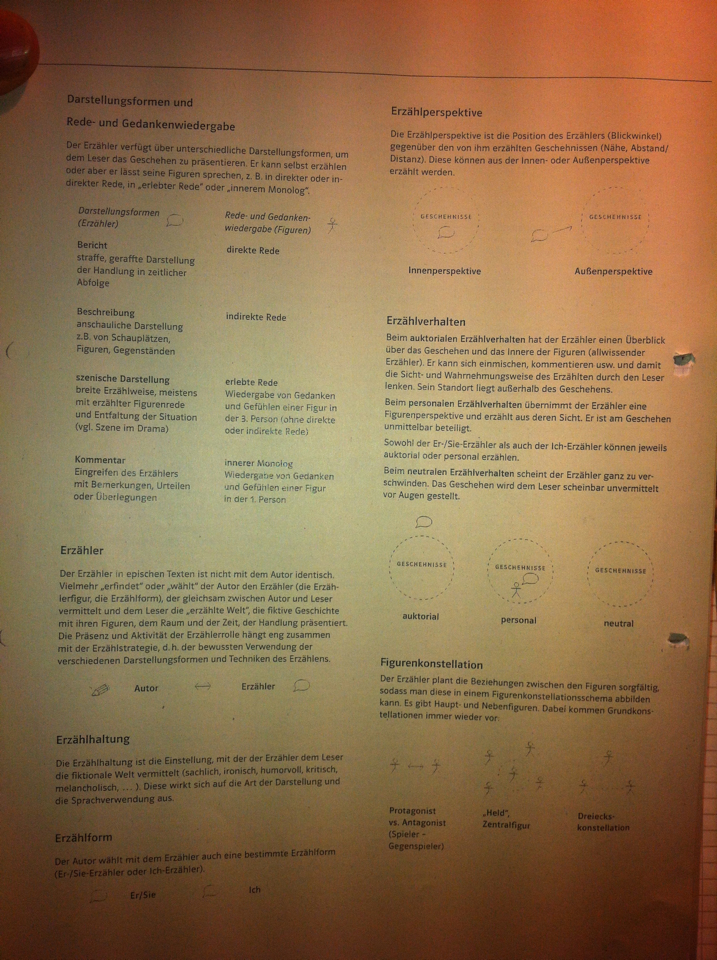 Darstellungsformen und
Rede- und Gedankenwiedergabe
Der Erzähler verfügt über unterschiedliche Darstellungsformen, um
dem Leser das Geschehen zu präsentieren. Er kann selbst erzählen
oder aber er lässt seine Figuren sprechen, z. B. in direkter oder in-
direkter Rede, in „erlebter Rede" oder „innerem Monolog".
Darstellungsformen
(Erzähler)
Rede- und Gedanken-
wiedergabe (Figuren)
Bericht
straffe, geraffte Darstellung
der Handlung in zeitlicher
Abfolge
direkte Rede
Beschreibung
anschauliche Darstellung
z.B. von Schauplätzen,
Figuren, Gegenständen
indirekte Rede
szenische Darstellung
breite Erzählweise, meistens
mit erzählter Figurenrede
und Entfaltung der Situation
(vgl. Szene im Drama)
erlebte Rede
Wiedergabe von Gedanken
und Gefühlen einer Figur in
der 3. Person (ohne direkte
oder indirekte Rede)
Kommentar
Eingreifen des Erzählers
mit Bemerkungen, Urteilen
oder Überlegungen
innerer Monolog
Wiedergabe von Gedanken
und Gefühlen einer Figur
in der 1. Person
Erzähler
Der Erzähler in epischen Texten ist nicht mit dem Autor identisch.
Vielmehr „erfindet" oder „wählt" der Autor den Erzähler (die Erzäh-
lerfigur, die Erzählform), der gleichsam zwischen Autor und Leser
vermittelt und dem Leser die „erzählte Welt", die fiktive Geschichte
mit ihren Figuren, dem Raum und der Zeit, der Handlung präsentiert.
Die Präsenz und Aktivität der Erzählerrolle hängt eng zusammen
mit der Erzählstrategie, d. h. der bewussten Verwendung der
verschiedenen Darstellungsformen und Techniken des Erzählens.
Autor Erzähler
Erzählhaltung
Die Erzählhaltung ist die Einstellung, mit der der Erzähler dem Leser
die fiktionale Welt vermittelt (sachlich, ironisch, humorvoll, kritisch,
melancholisch, ... ). Diese wirkt sich auf die Art der Darstellung und
die Sprachverwendung aus.
Erzählform
Der Autor wählt mit dem Erzähler auch eine bestimmte Erzählform
(Er-/Sie-Erzähler oder Ich-Erzähler).
Er/Sie Ich
Erzählperspektive
Die Erzählperspektive ist die Position des Erzählers (Blickwinkel)
gegenüber den von ihm erzählten Geschehnissen (Nähe, Abstand/
Distanz). Diese können aus der Innen- oder Außenperspektive
erzählt werden.
GESCHEHNISSE GESCHEHNISSE
Innenperspektive Außenperspektive
Erzählverhalten
Beim auktorialen Erzählverhalten hat der Erzähler einen Überblick
über das Geschehen und das Innere der Figuren (allwissender
Erzähler). Er kann sich einmischen, kommentieren usw. und damit
die Sicht- und Wahrnehmungsweise des Erzählten durch den Leser
lenken. Sein Standort liegt außerhalb des Geschehens.
Beim personalen Erzählverhalten übernimmt der Erzähler eine
Figurenperspektive und erzählt aus deren Sicht. Er ist am Geschehen
unmittelbar beteiligt.
Sowohl der Er-/Sie-Erzähler als auch der Ich-Erzähler können jeweils
auktorial oder personal erzählen.
Beim neutralen Erzählverhalten scheint der Erzähler ganz zu ver-
schwinden. Das Geschehen wird dem Leser scheinbar unvermittelt
vor Augen gestellt.
GESCHEHNISSE GESCHEHNISSE GESCHEHNISSE
auktorial personal neutral
Figurenkonstellation
Der Erzähler plant die Beziehungen zwischen den Figuren sorgfältig,
sodass man diese in einem Figurenkonstellationsschema abbilden
kann. Es gibt Haupt- und Nebenfiguren. Dabei kommen Grundkons-
tellationen immer wieder vor:
Protagonist
vs. Antagonist
(Spieler –
Gegenspieler)
„Held",
Zentralfigur
Dreiecks-
konstellation